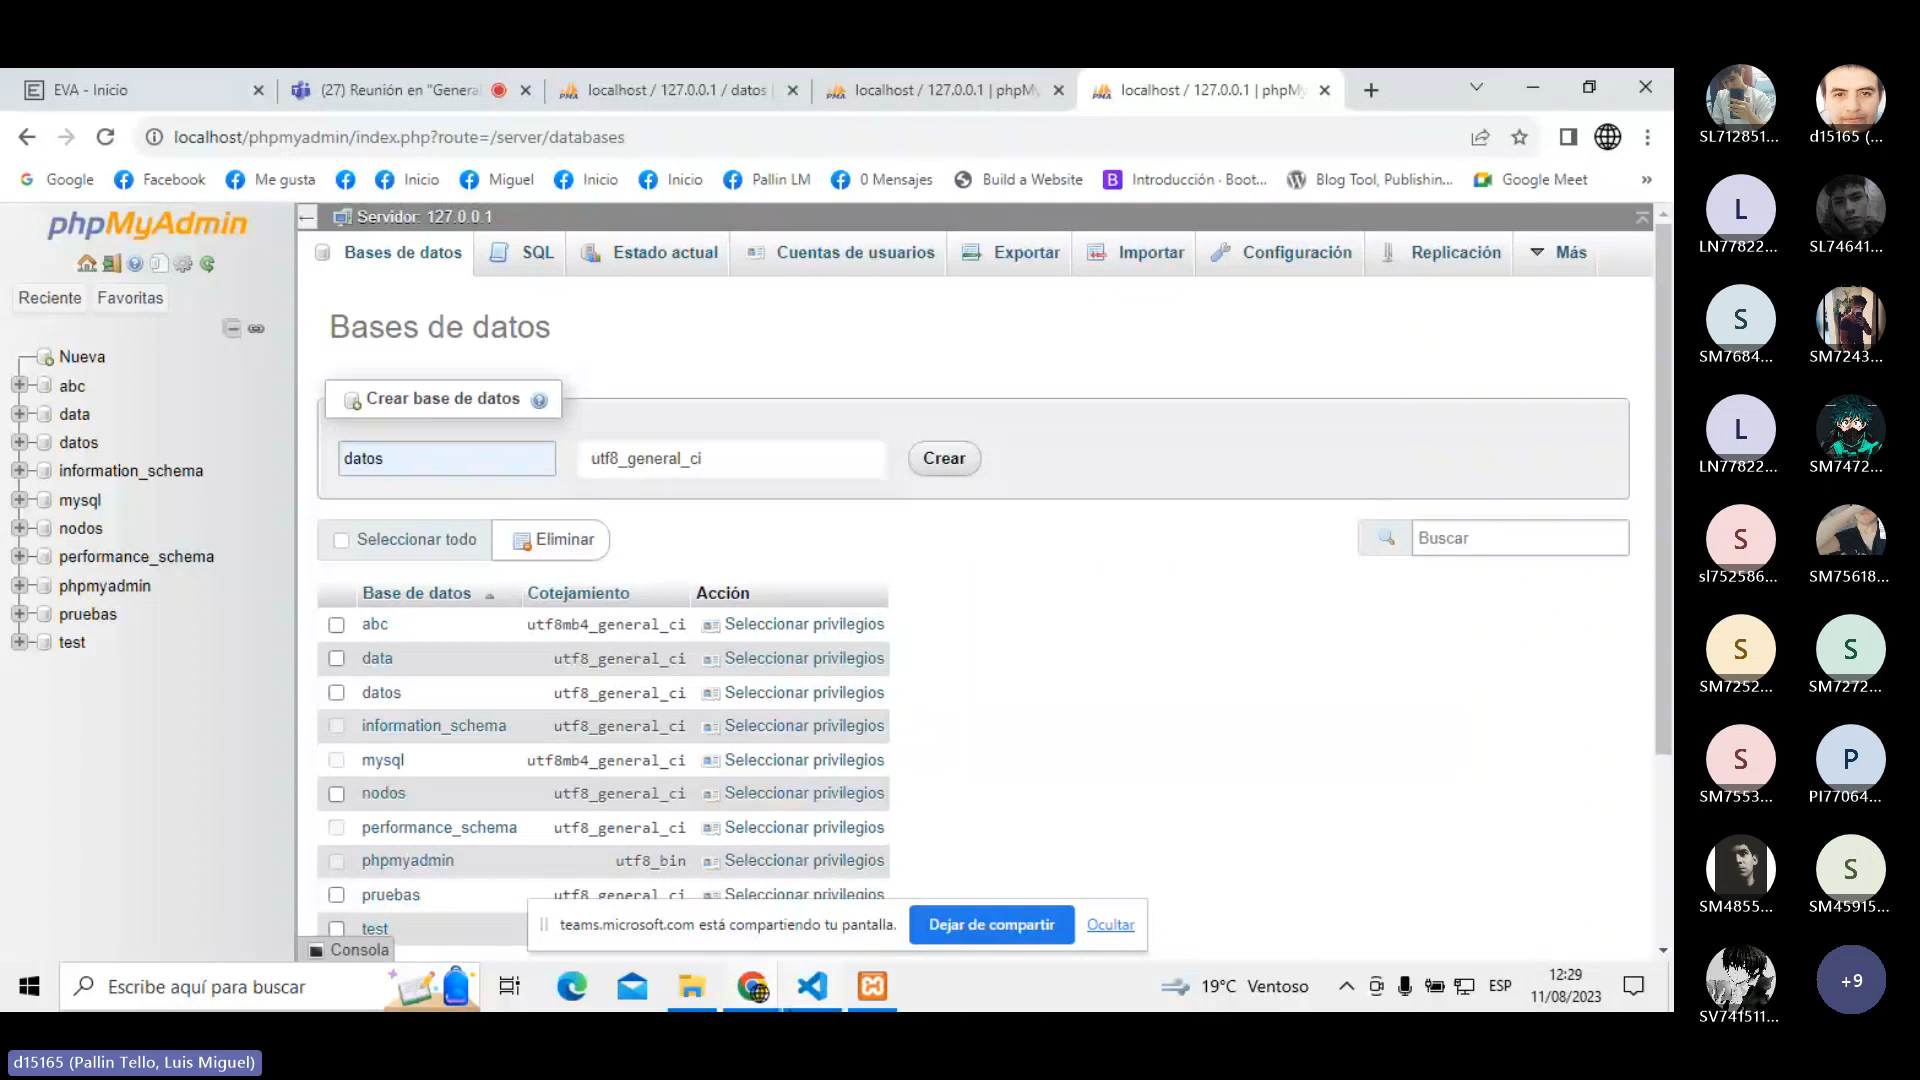 EVA - Inicio
(27) Reunión en "General
localhost / 127.0.0.1 / datos
localhost / 127.0.0.1 | phpMy
localhost / 127.0.0.1 | phpMy
localhost/phpmyadmin/index.php?route=/server/databases
Google Facebook Me gusta Inicio Miguel Inicio Inicio Pallin LM 0 Mensajes Build a Website Introducción · Boot... Blog Tool, Publishin... Google Meet »
phpMyAdmin
Reciente Favoritas
Nueva
abc
data
datos
information_schema
mysql
nodos
performance_schema
phpmyadmin
pruebas
test
Servidor: 127.0.0.1
Bases de datos SQL Estado actual Cuentas de usuarios Exportar Importar Configuración Replicación Más
Bases de datos
Crear base de datos
datos utf8_general_ci Crear
Seleccionar todo Eliminar Buscar
Base de datos Cotejamiento Acción
abc utf8mb4_general_ci Seleccionar privilegios
data utf8_general_ci Seleccionar privilegios
datos utf8_general_ci Seleccionar privilegios
information_schema utf8_general_ci Seleccionar privilegios
mysql utf8mb4_general_ci Seleccionar privilegios
nodos utf8_general_ci Seleccionar privilegios
performance_schema utf8_general_ci Seleccionar privilegios
phpmyadmin utf8_bin Seleccionar privilegios
pruebas utf8_general_ci Seleccionar privilegios
test
Consola
teams.microsoft.com está compartiendo tu pantalla. Dejar de compartir Ocultar
Escribe aquí para buscar
19°C Ventoso
ESP
12:29
11/08/2023
SL712851... d15165 (...
L
LN77822... SL74641...
S
SM7684... SM7243...
L
LN77822... SM7472...
S
sl752586... SM75618...
S S
SM7252... SM7272...
S P
SM7553... PI77064...
S
SM4855... SM45915...
+9
SV741511...
d15165 (Pallin Tello, Luis Miguel)